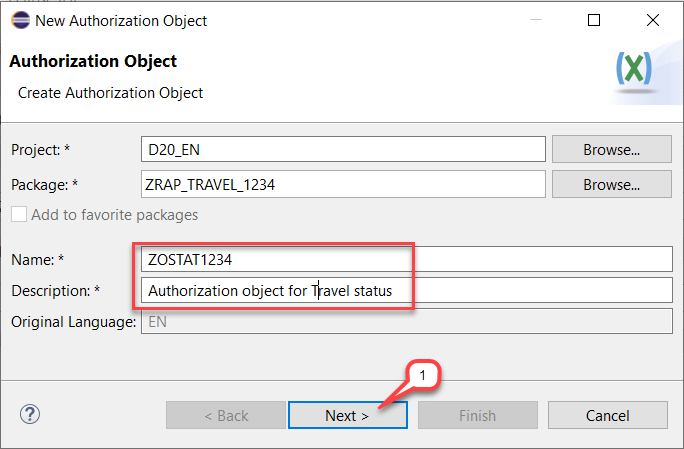 New Authorization Object
Authorization Object
Create Authorization Object
(X)
Project: * D20_EN Browse...
Package: * ZRAP_TRAVEL_1234 Browse...
Add to favorite packages
Name: * ZOSTAT1234
Description: * Authorization object for Travel status
Original Language: EN
1
? < Back Next > Finish Cancel